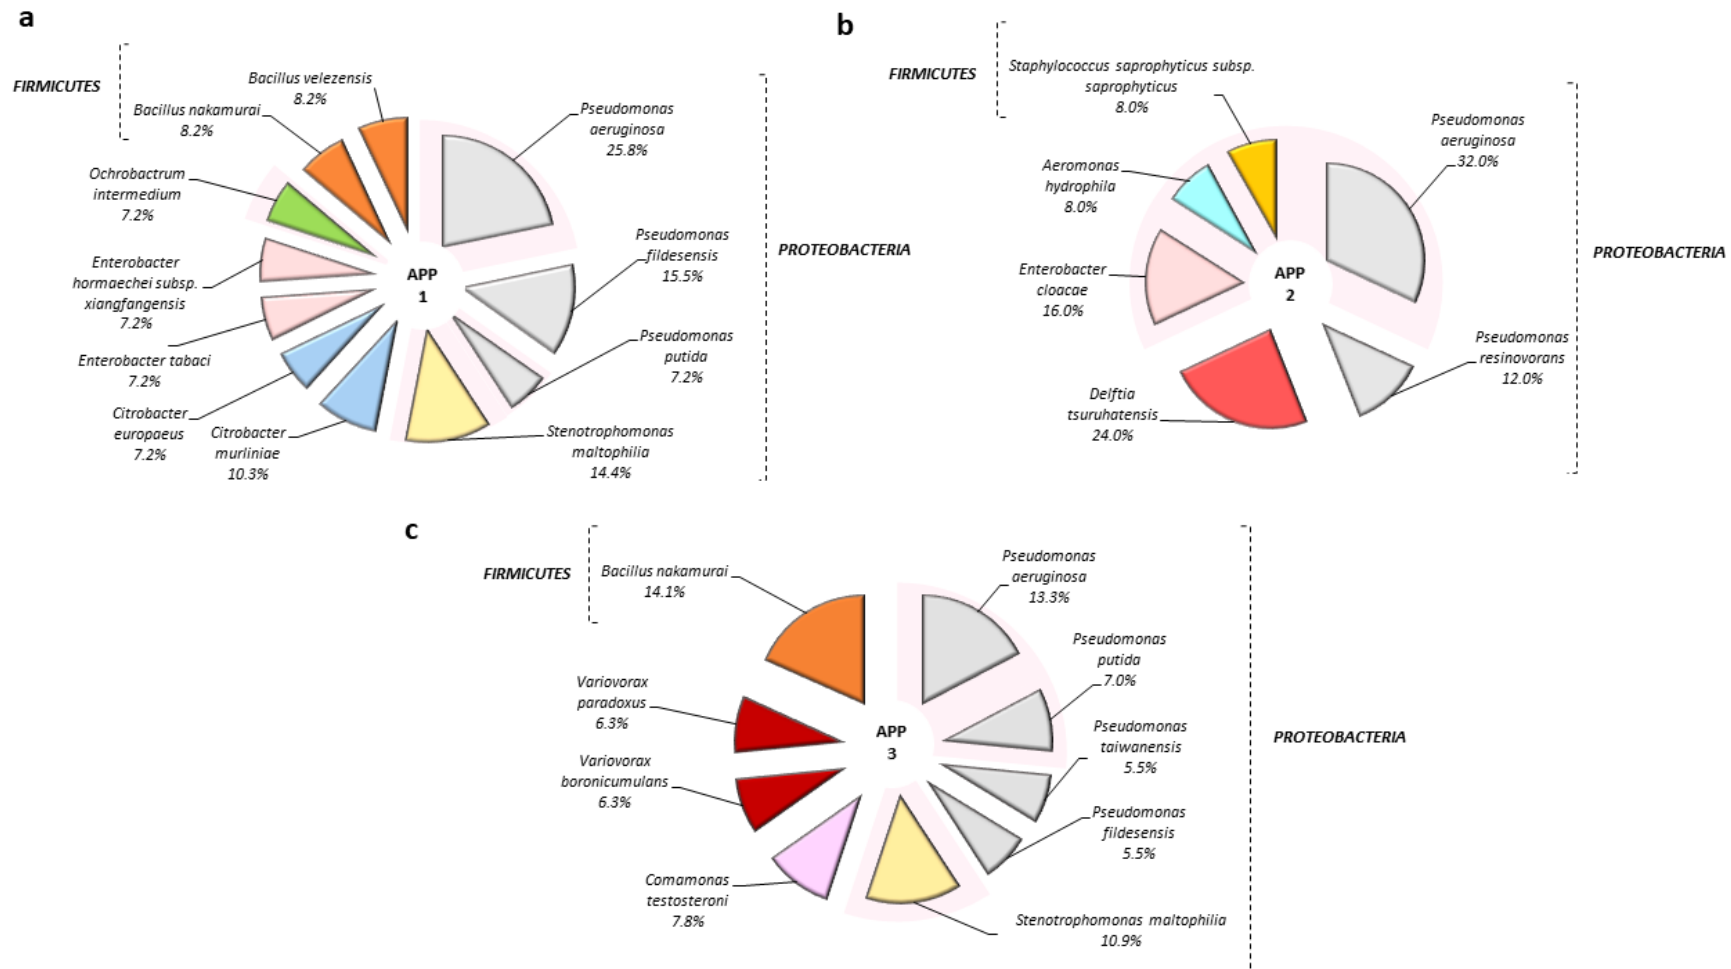 a
FIRMICUTES
Bacillus velezensis
8.2%
Bacillus nakamurai
8.2%
Ochrobactrum
intermedium
7.2%
Enterobacter
hormaechei subsp.
xiangfangensis
7.2%
Enterobacter tabaci
7.2%
Citrobacter
europaeus
7.2%
Citrobacter
murliniae
10.3%
Stenotrophomonas
maltophilia
14.4%
Pseudomonas
putida
7.2%
Pseudomonas
fildesensis
15.5%
Pseudomonas
aeruginosa
25.8%
APP
1
PROTEOBACTERIA
b
FIRMICUTES
Staphylococcus saprophyticus subsp.
saprophyticus
8.0%
Aeromonas
hydrophila
8.0%
Enterobacter
cloacae
16.0%
Delftia
tsuruhatensis
24.0%
Pseudomonas
resinovorans
12.0%
Pseudomonas
aeruginosa
32.0%
APP
2
PROTEOBACTERIA
c
FIRMICUTES
Bacillus nakamurai
14.1%
Variovorax
paradoxus
6.3%
Variovorax
boronicumulans
6.3%
Comamonas
testosteroni
7.8%
Stenotrophomonas maltophilia
10.9%
Pseudomonas
fildesensis
5.5%
Pseudomonas
taiwanensis
5.5%
Pseudomonas
putida
7.0%
Pseudomonas
aeruginosa
13.3%
APP
3
PROTEOBACTERIA